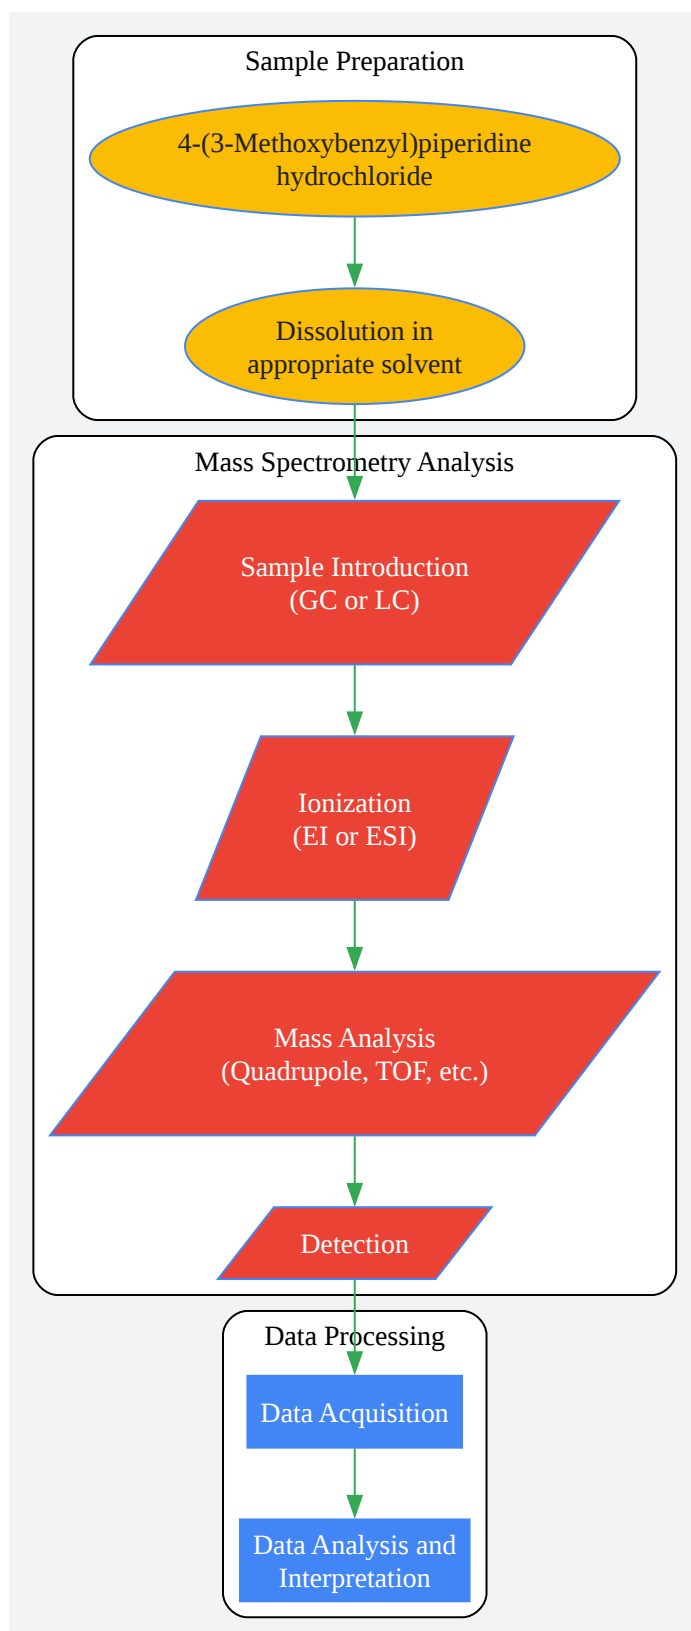 Sample Preparation
4-(3-Methoxybenzyl)piperidine
hydrochloride
Dissolution in
appropriate solvent
Mass Spectrometry Analysis
Sample Introduction
(GC or LC)
Ionization
(EI or ESI)
Mass Analysis
(Quadrupole, TOF, etc.)
Detection
Data Processing
Data Acquisition
Data Analysis and
Interpretation